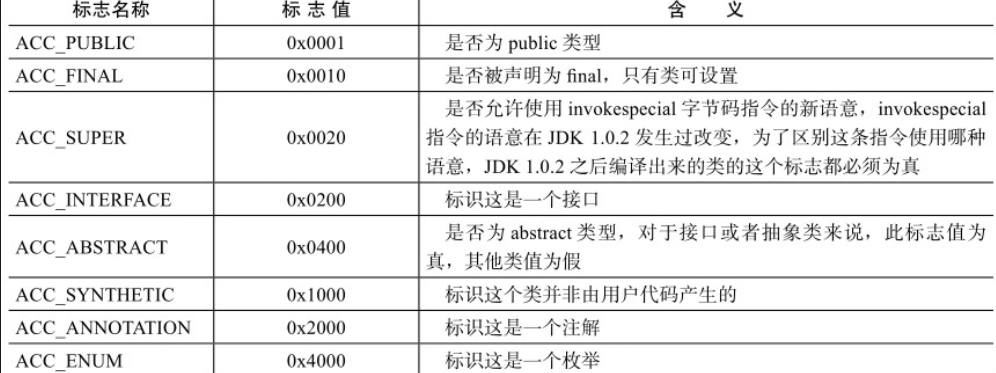 标志名称 标 志 值 含 义
ACC_PUBLIC 0x0001 是否为 public 类型
ACC_FINAL 0x0010 是否被声明为 final，只有类可设置
是否允许使用 invokespecial 字节码指令的新语意，invokespecial
ACC_SUPER 0x0020 指令的语意在 JDK 1.0.2 发生过改变，为了区别这条指令使用哪种
语意，JDK 1.0.2 之后编译出来的类的这个标志都必须为真
ACC_INTERFACE 0x0200 标识这是一个接口
是否为 abstract 类型，对于接口或者抽象类来说，此标志值为
ACC_ABSTRACT 0x0400 真，其他类值为假
ACC_SYNTHETIC 0x1000 标识这个类并非由用户代码产生的
ACC_ANNOTATION 0x2000 标识这是一个注解
ACC_ENUM 0x4000 标识这是一个枚举